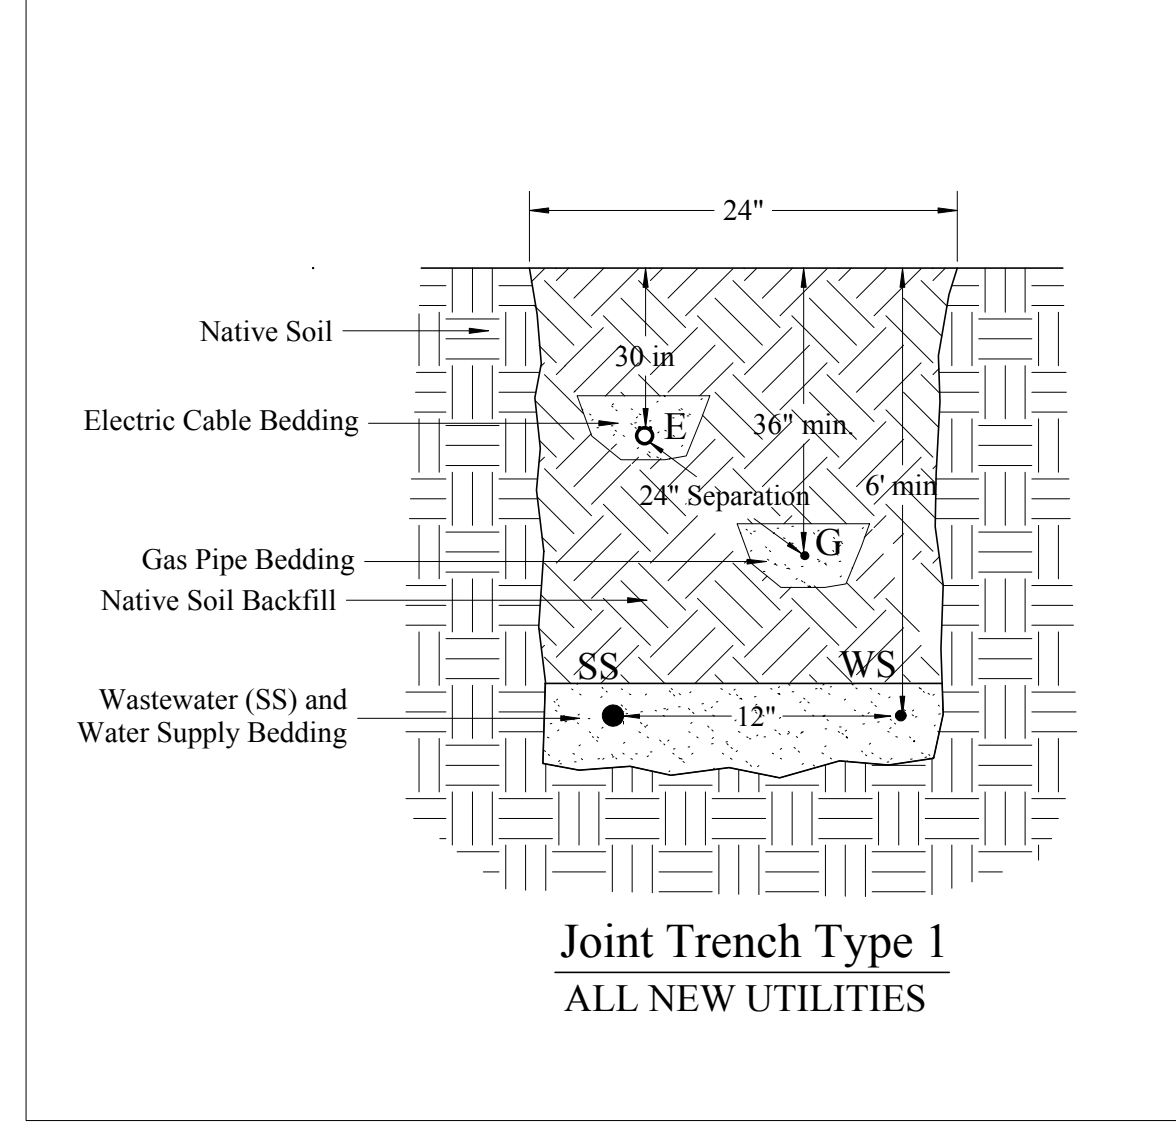 24"
Native Soil
30 in
Electric Cable Bedding
E
36" min.
6' min
24" Separation
G
Gas Pipe Bedding
Native Soil Backfill
SS
WS
Wastewater (SS) and
Water Supply Bedding
12"
Joint Trench Type 1
ALL NEW UTILITIES